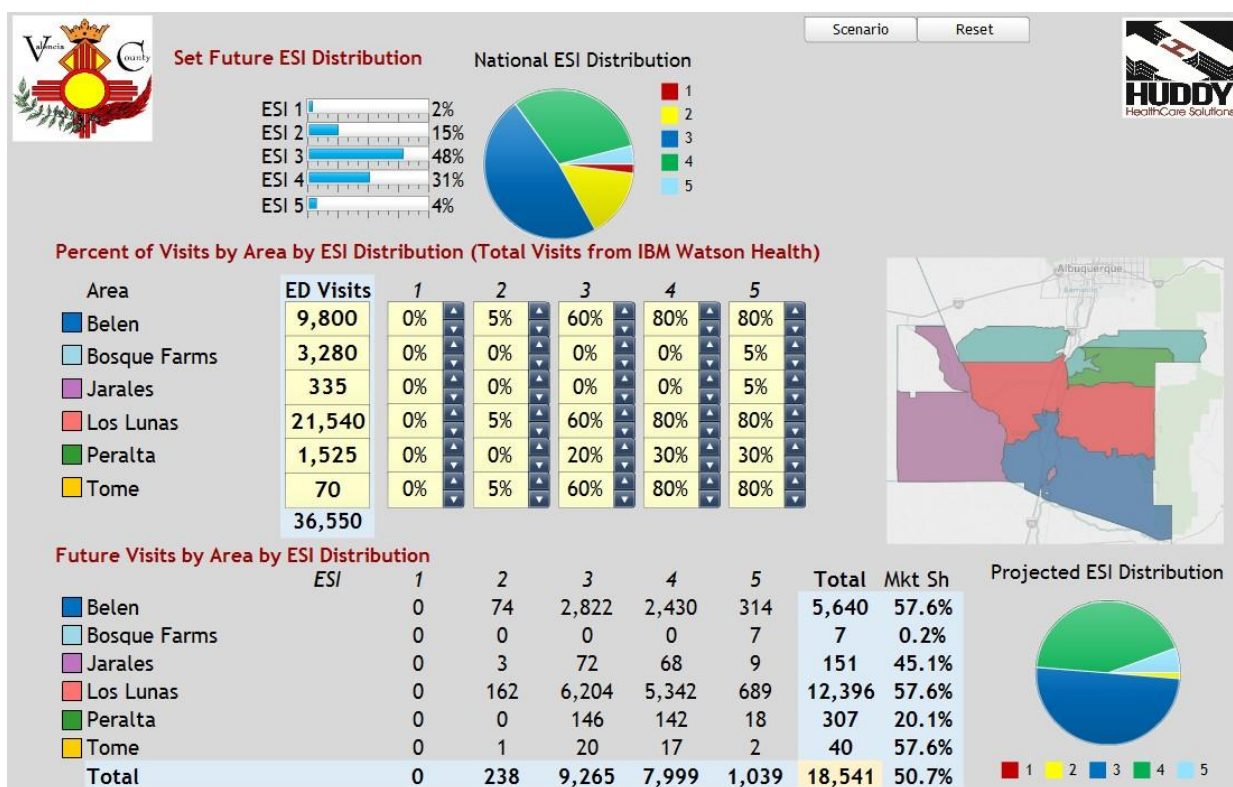 Valencia County
Scenario Reset
HUDDY
HealthCare Solutions
Set Future ESI Distribution
ESI 1 2%
ESI 2 15%
ESI 3 48%
ESI 4 31%
ESI 5 4%
National ESI Distribution
1
2
3
4
5
Percent of Visits by Area by ESI Distribution (Total Visits from IBM Watson Health)
Area ED Visits 1 2 3 4 5
Belen 9,800 0% 5% 60% 80% 80%
Bosque Farms 3,280 0% 0% 0% 0% 5%
Jarales 335 0% 0% 0% 0% 5%
Los Lunas 21,540 0% 5% 60% 80% 80%
Peralta 1,525 0% 0% 20% 30% 30%
Tome 70 0% 5% 60% 80% 80%
36,550
Albuquerque
Future Visits by Area by ESI Distribution
ESI 1 2 3 4 5 Total Mkt Sh
Belen 0 74 2,822 2,430 314 5,640 57.6%
Bosque Farms 0 0 0 0 7 7 0.2%
Jarales 0 3 72 68 9 151 45.1%
Los Lunas 0 162 6,204 5,342 689 12,396 57.6%
Peralta 0 0 146 142 18 307 20.1%
Tome 0 1 20 17 2 40 57.6%
Total 0 238 9,265 7,999 1,039 18,541 50.7%
Projected ESI Distribution
1 2 3 4 5